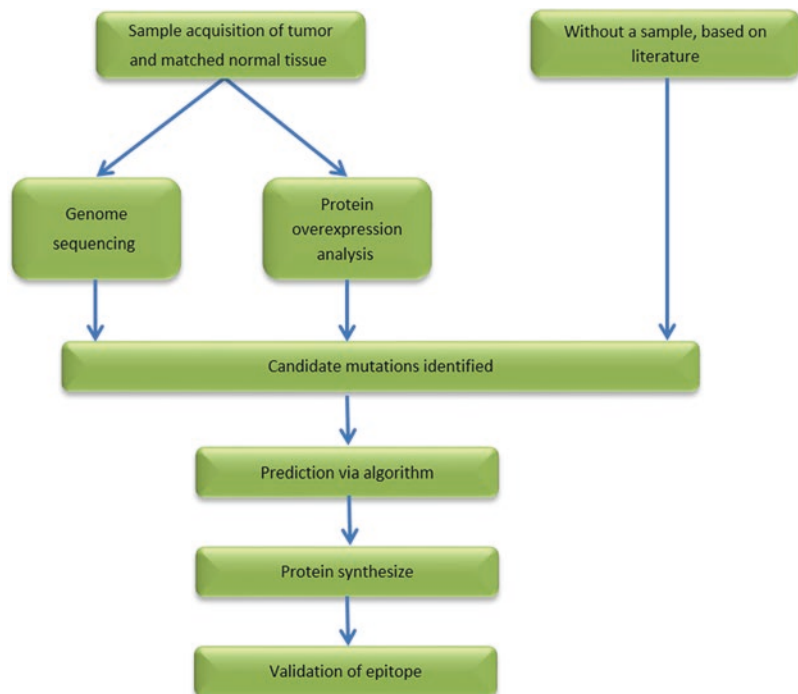 Sample acquisition of tumor
and matched normal tissue
Without a sample, based on
literature
Genome
sequencing
Protein
overexpression
analysis
Candidate mutations identified
Prediction via algorithm
Protein synthesize
Validation of epitope